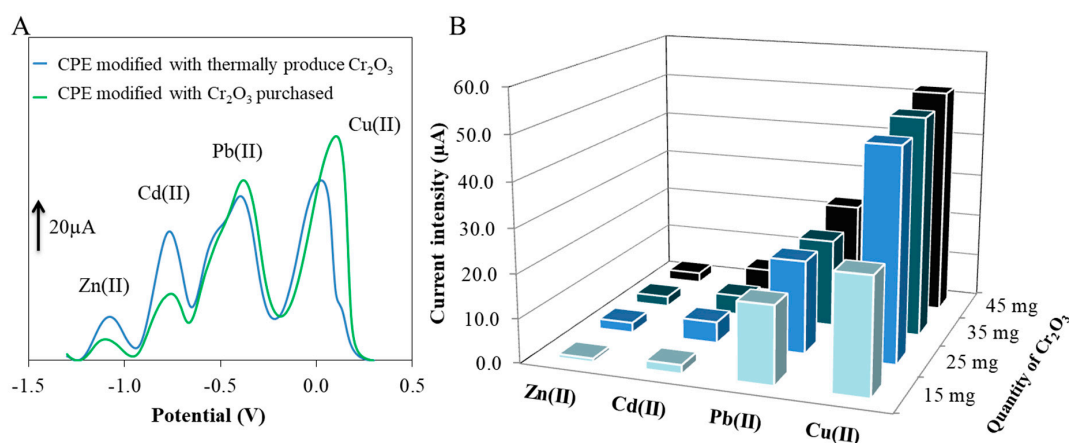 A
CPE modified with thermally produce Cr₂O₃
CPE modified with Cr₂O₃ purchased
Cu(II)
Pb(II)
Cd(II)
20µA
Zn(II)
-1.5
-1.0
-0.5
0.0
0.5
Potential (V)
B
60.0
50.0
40.0
30.0
20.0
10.0
0.0
Current intensity (µA)
Zn(II)
Cd(II)
Pb(II)
Cu(II)
45 mg
35 mg
25 mg
15 mg
Quantity of Cr₂O₃